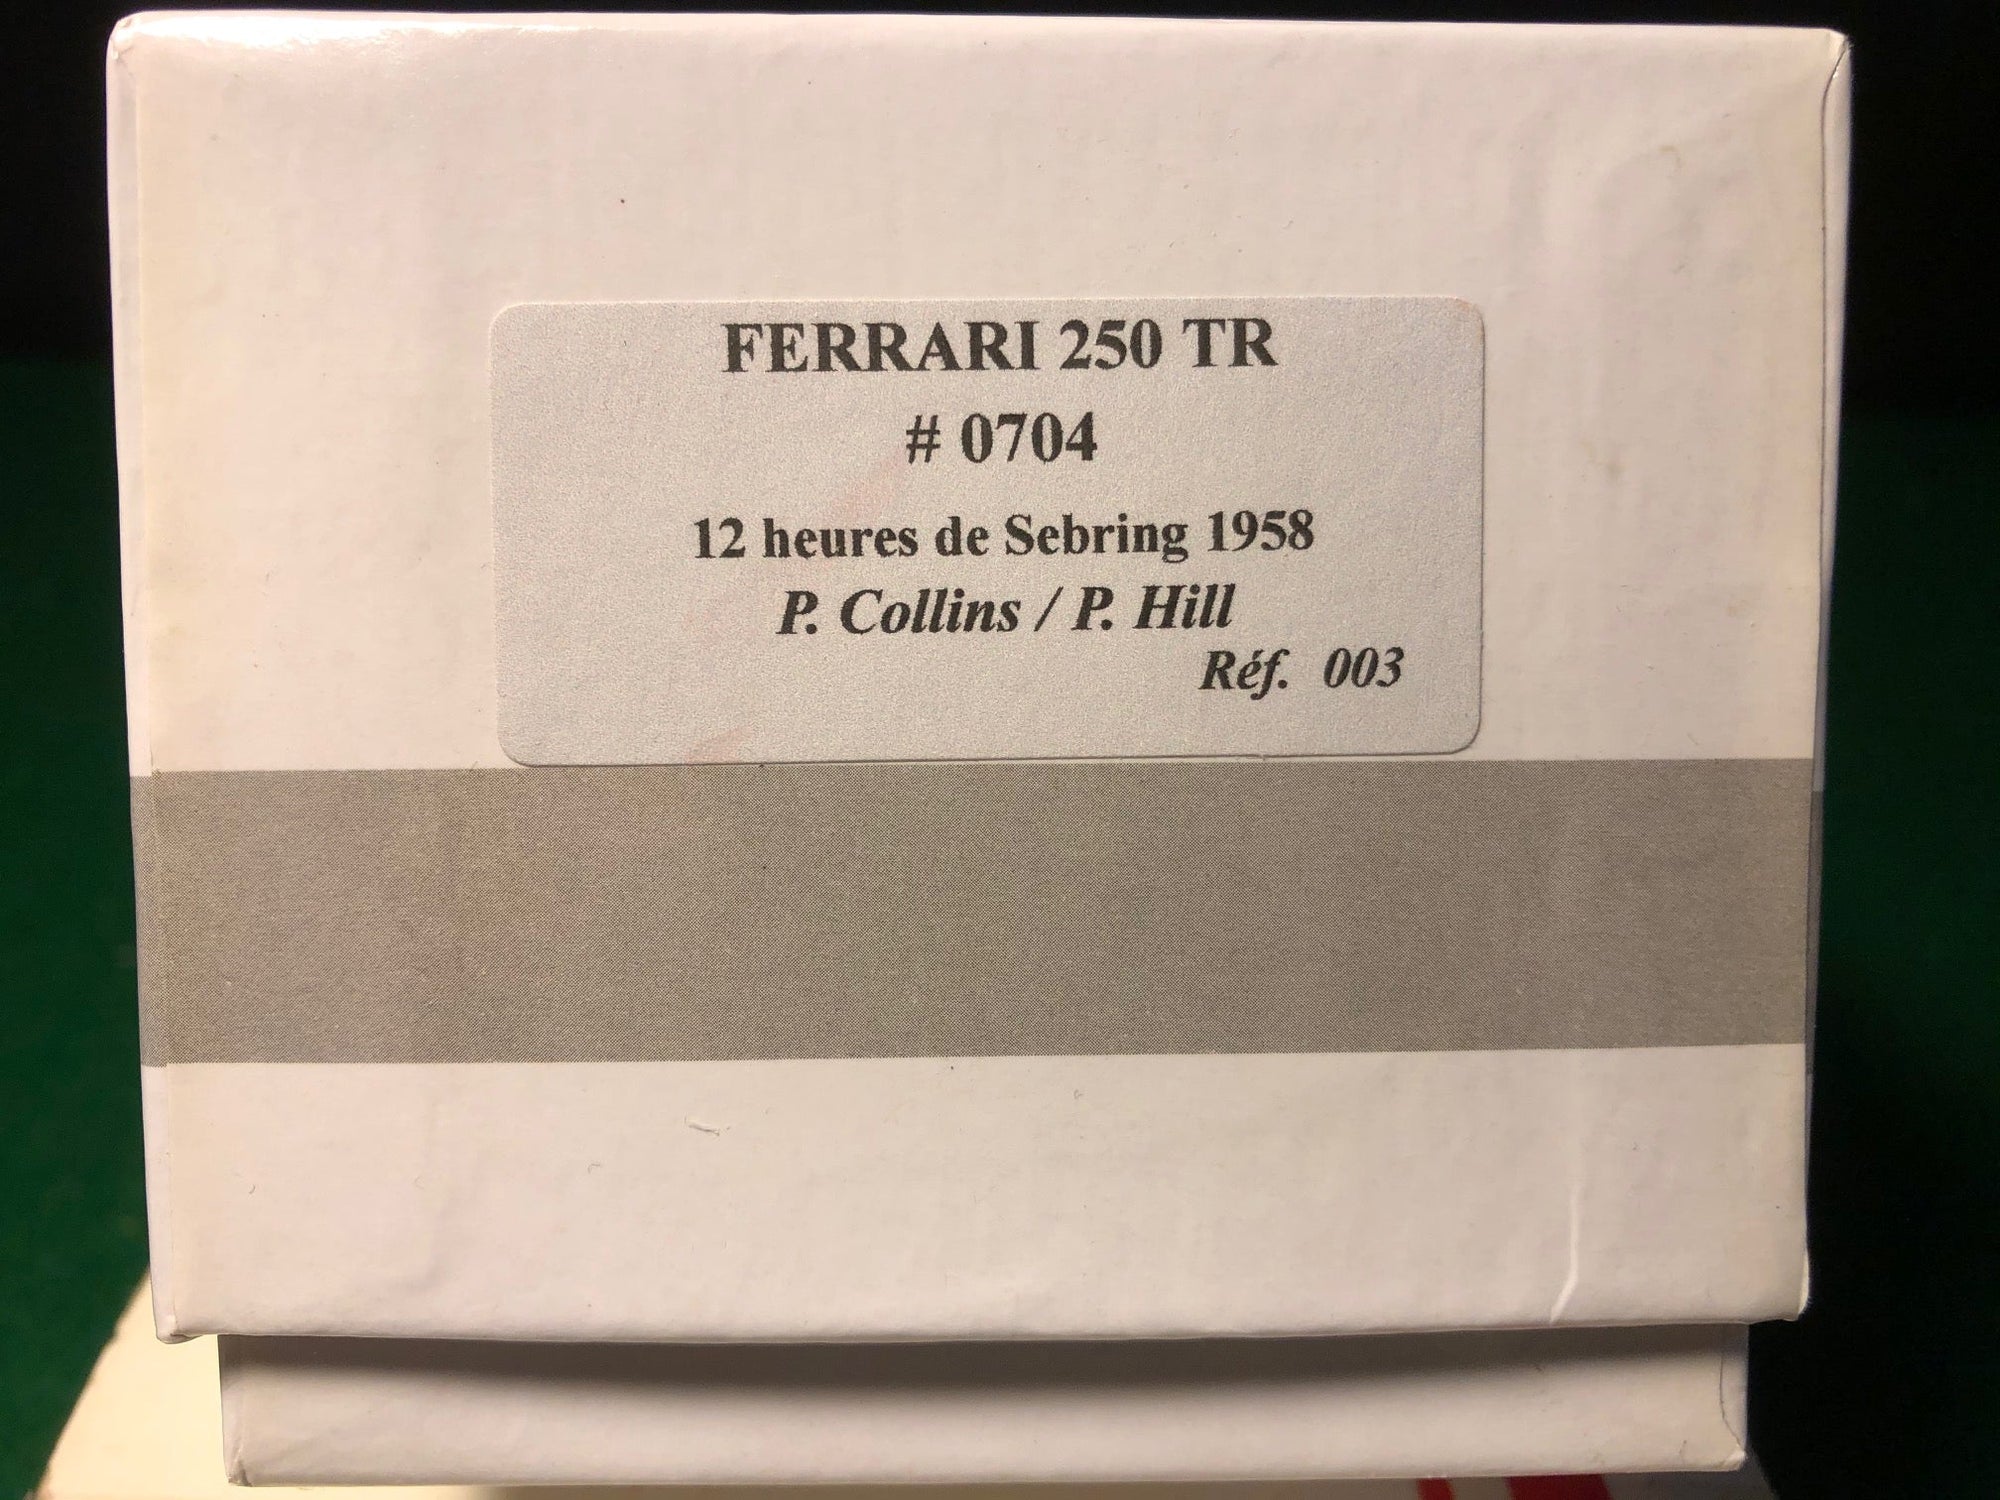 FERRARI 250 TR
# 0704
12 heures de Sebring 1958
P. Collins / P. Hill
Réf. 003